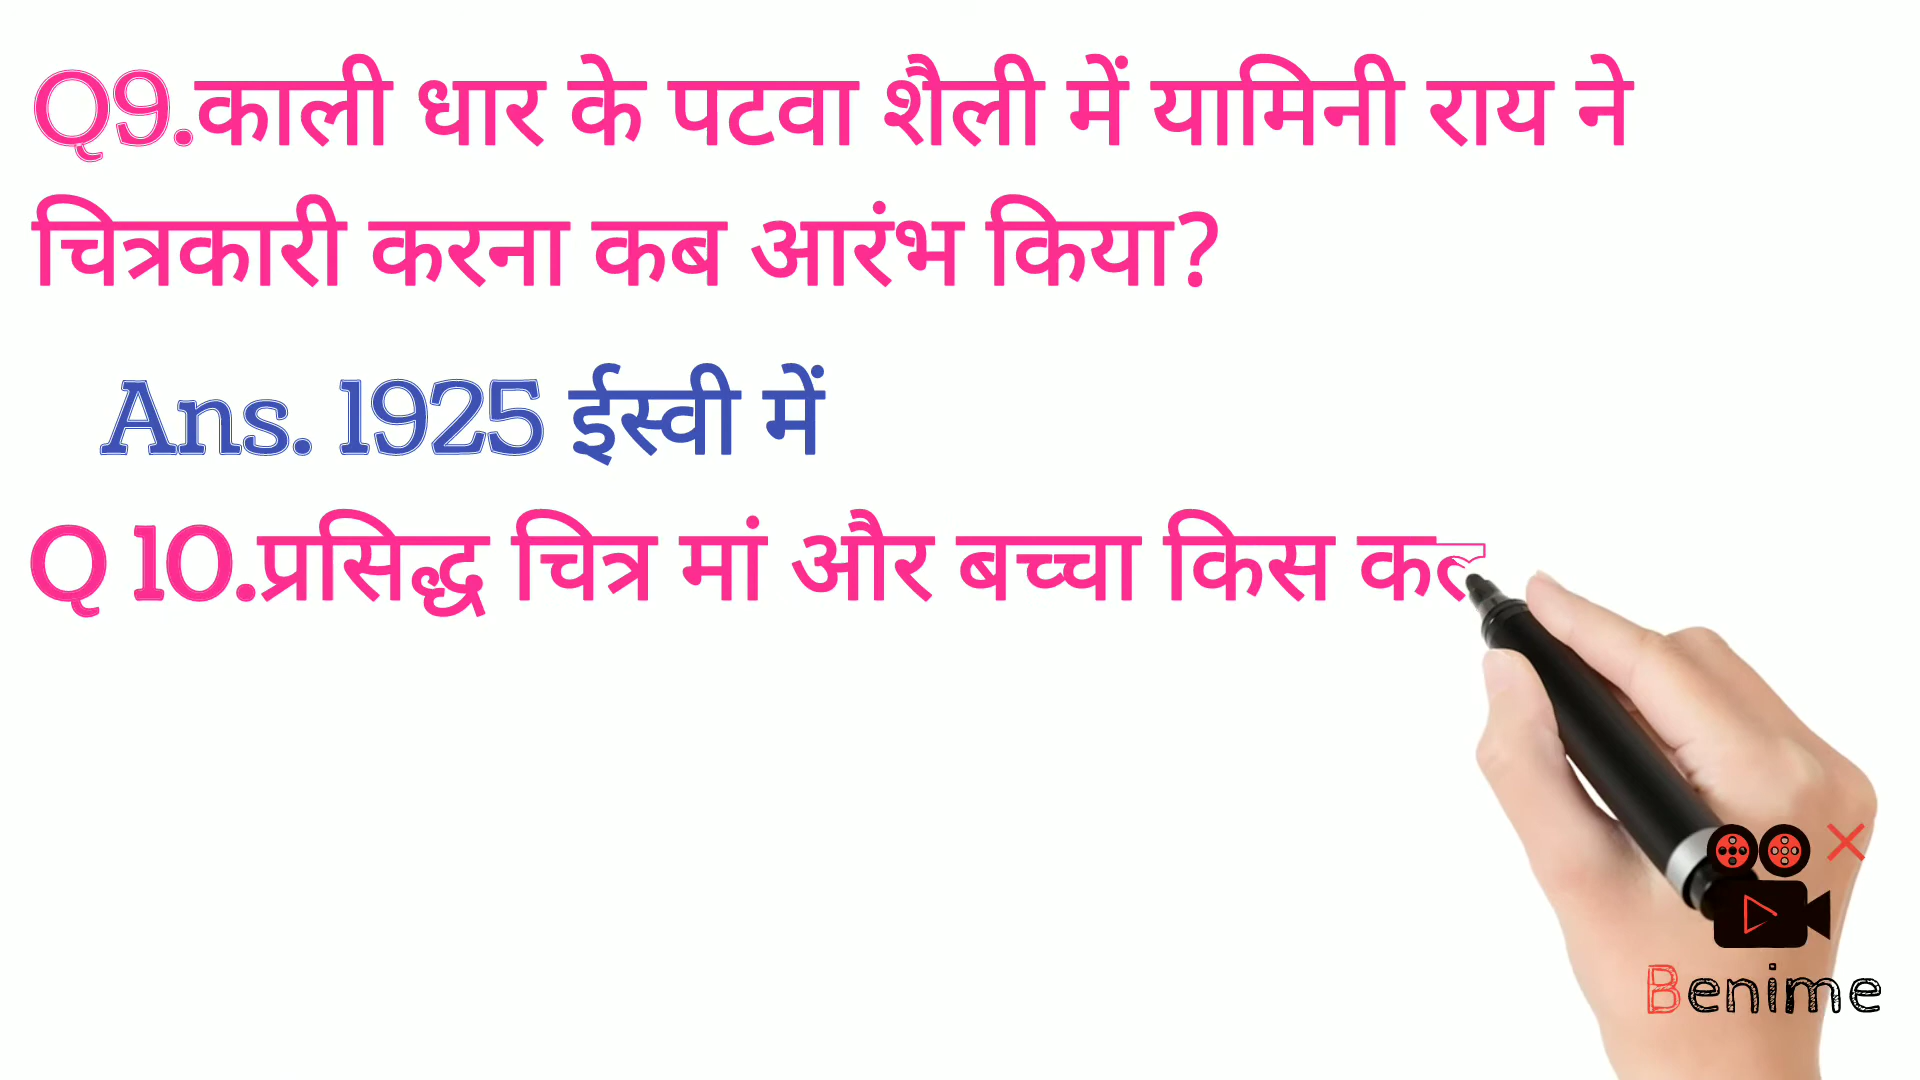 Q9.काली धार के पटवा शैली में यामिनी राय ने
चित्रकारी करना कब आरंभ किया?
Ans. 1925 ईस्वी में
Q 10.प्रसिद्ध चित्र मां और बच्चा किस
Benime